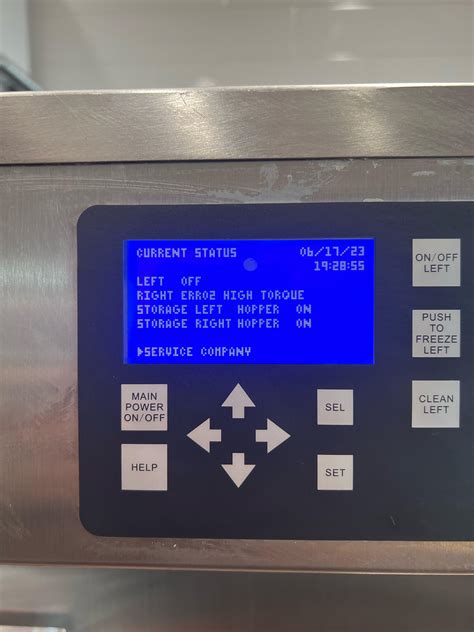 CURRENT STATUS 06/17/23
19:28:55
LEFT OFF
RIGHT ERR02 HIGH TORQUE
STORAGE LEFT HOPPER ON
STORAGE RIGHT HOPPER ON
▶SERVICE COMPANY
ON/OFF
LEFT
PUSH
TO
FREEZE
LEFT
CLEAN
LEFT
MAIN
POWER
ON/OFF
SEL
HELP
SET